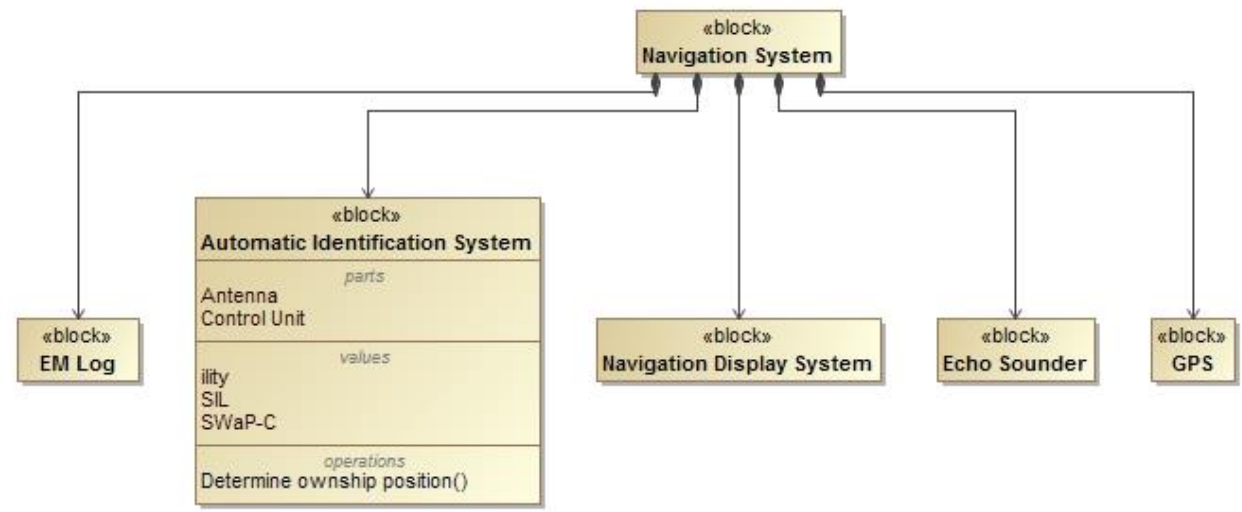 «block»
Navigation System
«block»
Automatic Identification System
parts
Antenna
Control Unit
values
ility
SIL
SWaP-C
operations
Determine ownship position()
«block»
EM Log
«block»
Navigation Display System
«block»
Echo Sounder
«block»
GPS